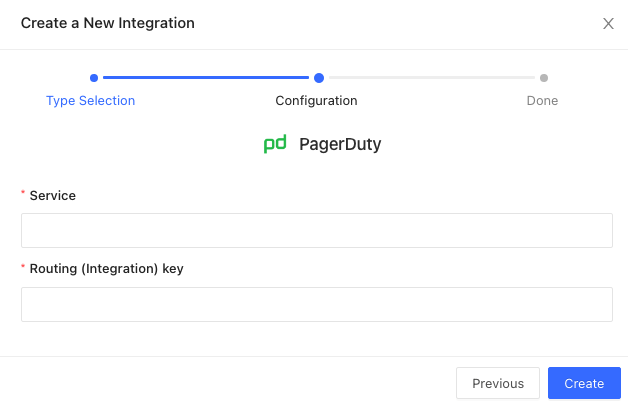 Create a New Integration
Type Selection
Configuration
Done
pd PagerDuty
* Service
* Routing (Integration) key
Previous
Create